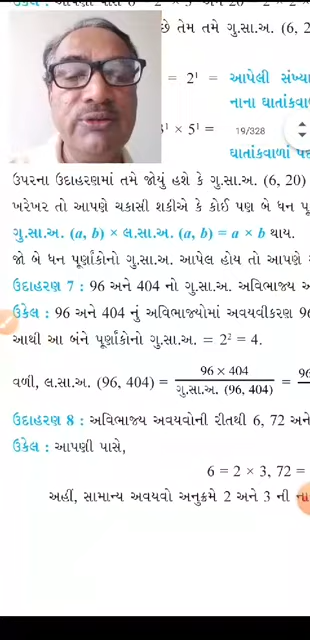 છે તેમ તમે ગુ.સા.અ. (6, 2
= 2¹ = આપેલી સંખ્યા
નાના ઘાતાંકવા
× 5¹ =
19/328
ઘાતાંકવાળાં
ઉપરના ઉદાહરણમાં તમે જોયું હશે કે ગુ.સા.અ. (6, 20)
ખરેખર તો આપણે ચકાસી શકીએ કે કોઈ પણ બે ધન પૂ
ગુ.સા.અ. (a, b) × લ.સા.અ. (a, b) = a × b થાય.
જો બે ધન પૂર્ણાંકોનો ગુ.સા.અ. આપેલ હોય તો આપણે
ઉદાહરણ 7 : 96 અને 404 નો ગુ.સા.અ. અવિભાજ્ય અ
ઉકેલ : 96 અને 404 નું અવિભાજ્યોમાં અવયવીકરણ 96
આથી આ બંને પૂર્ણાંકોનો ગુ.સા.અ. = 2² = 4.
વળી, લ.સા.અ. (96, 404) = 96 × 404 / ગુ.સા.અ. (96, 404) = 96
ઉદાહરણ 8 : અવિભાજ્ય અવયવોની રીતથી 6, 72 અને
ઉકેલ : આપણી પાસે,
6 = 2 × 3, 72 =
અહીં, સામાન્ય અવયવો અનુક્રમે 2 અને 3 ની